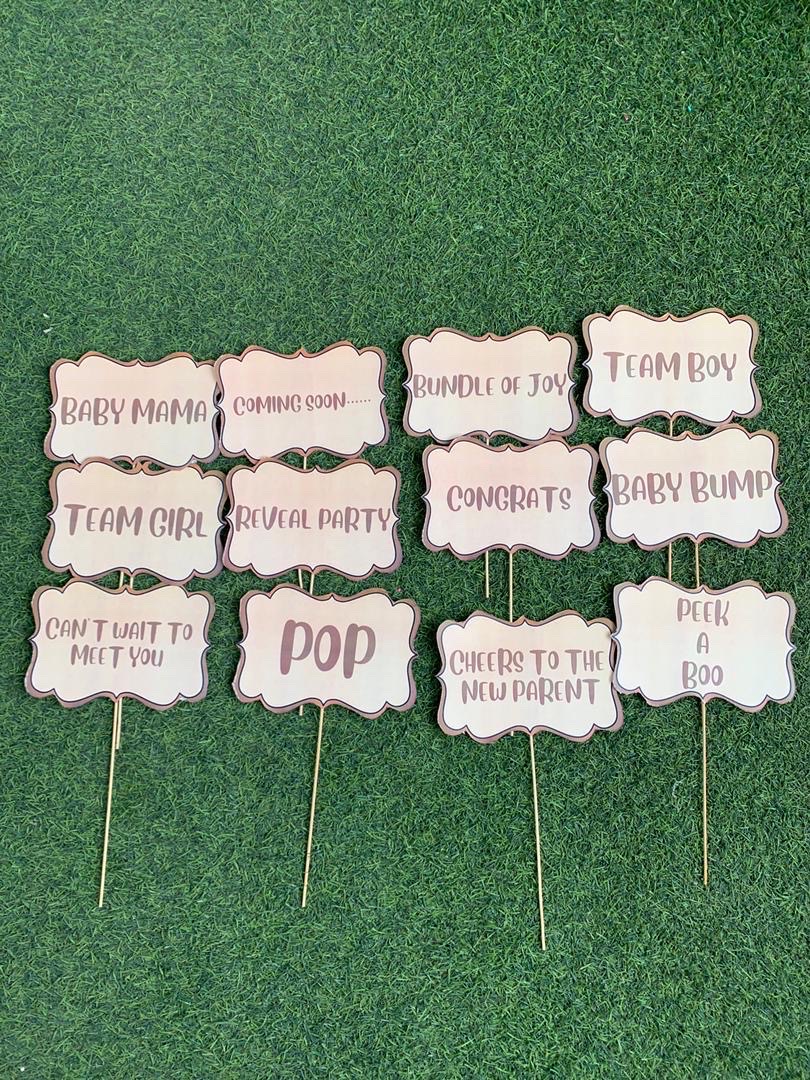 BABY MAMA
COMING SOON......
BUNDLE OF JOY
TEAM BOY
TEAM GIRL
REVEAL PARTY
CONGRATS
BABY BUMP
CAN'T WAIT TO
MEET YOU
POP
CHEERS TO THE
NEW PARENT
PEEK
A
BOO